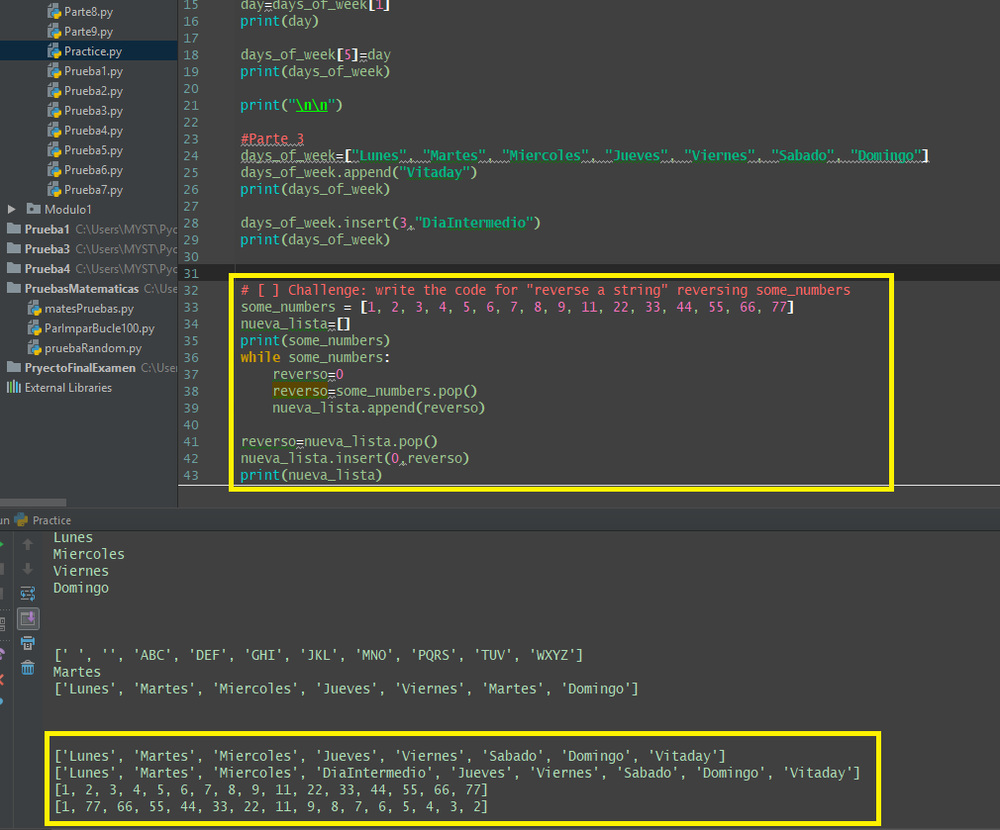 Parte8.py
Parte9.py
Practice.py
Prueba1.py
Prueba2.py
Prueba3.py
Prueba4.py
Prueba5.py
Prueba6.py
Prueba7.py
Modulo1
Prueba1 C:\Users\MYST\Pyc
Prueba3 C:\Users\MYST\Pyc
Prueba4 C:\Users\MYST\Pyc
PruebasMatematicas C:\Use
matesPruebas.py
ParImparBucle100.py
pruebaRandom.py
PryectoFinalExamen C:\User
External Libraries
15 day=days_of_week[1]
16 print(day)
17
18 days_of_week[5]=day
19 print(days_of_week)
20
21 print("\n\n")
22
23 #Parte 3
24 days_of_week=["Lunes", "Martes", "Miercoles", "Jueves", "Viernes", "Sabado", "Domingo"]
25 days_of_week.append("Vitaday")
26 print(days_of_week)
27
28 days_of_week.insert(3,"DiaIntermedio")
29 print(days_of_week)
30
31
32 # [ ] Challenge: write the code for "reverse a string" reversing some_numbers
33 some_numbers = [1, 2, 3, 4, 5, 6, 7, 8, 9, 11, 22, 33, 44, 55, 66, 77]
34 nueva_lista=[]
35 print(some_numbers)
36 while some_numbers:
37 reverso=0
38 reverso=some_numbers.pop()
39 nueva_lista.append(reverso)
40
41 reverso=nueva_lista.pop()
42 nueva_lista.insert(0,reverso)
43 print(nueva_lista)
un Practice
Lunes
Miercoles
Viernes
Domingo
[' ', '', 'ABC', 'DEF', 'GHI', 'JKL', 'MNO', 'PQRS', 'TUV', 'WXYZ']
Martes
['Lunes', 'Martes', 'Miercoles', 'Jueves', 'Viernes', 'Martes', 'Domingo']
['Lunes', 'Martes', 'Miercoles', 'Jueves', 'Viernes', 'Sabado', 'Domingo', 'Vitaday']
['Lunes', 'Martes', 'Miercoles', 'DiaIntermedio', 'Jueves', 'Viernes', 'Sabado', 'Domingo', 'Vitaday']
[1, 2, 3, 4, 5, 6, 7, 8, 9, 11, 22, 33, 44, 55, 66, 77]
[1, 77, 66, 55, 44, 33, 22, 11, 9, 8, 7, 6, 5, 4, 3, 2]